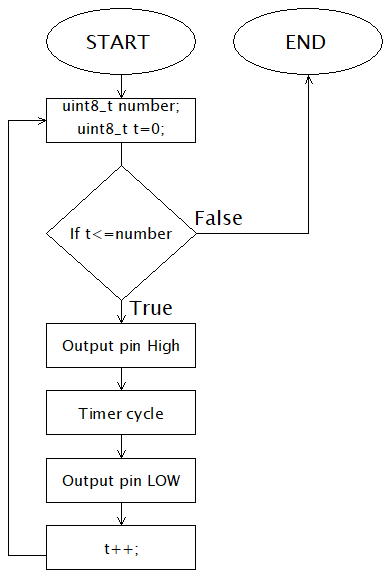 START
END
uint8_t number;
uint8_t t=0;
If t<=number
False
True
Output pin High
Timer cycle
Output pin LOW
t++;